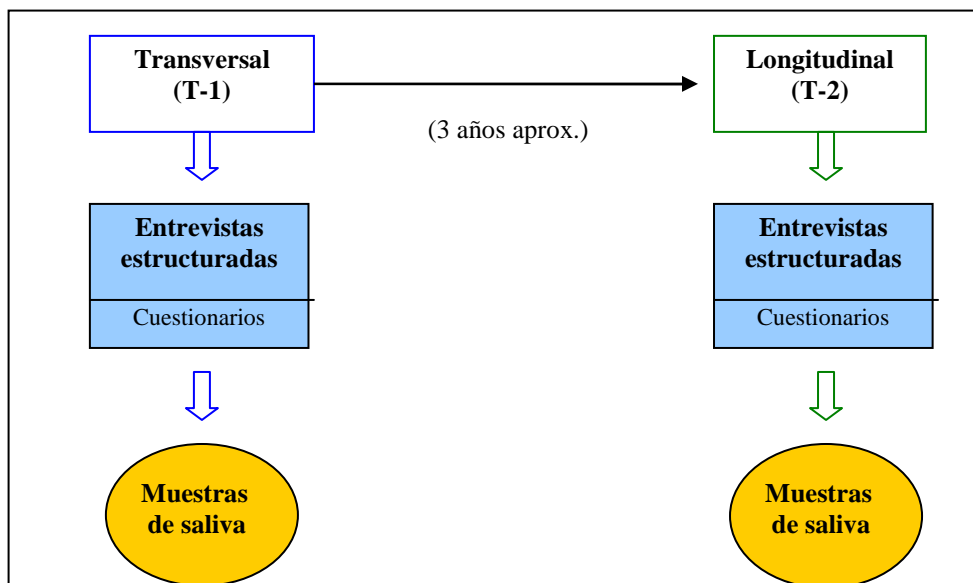 Transversal
(T-1)
Longitudinal
(T-2)
(3 años aprox.)
Entrevistas
estructuradas
Cuestionarios
Entrevistas
estructuradas
Cuestionarios
Muestras
de saliva
Muestras
de saliva